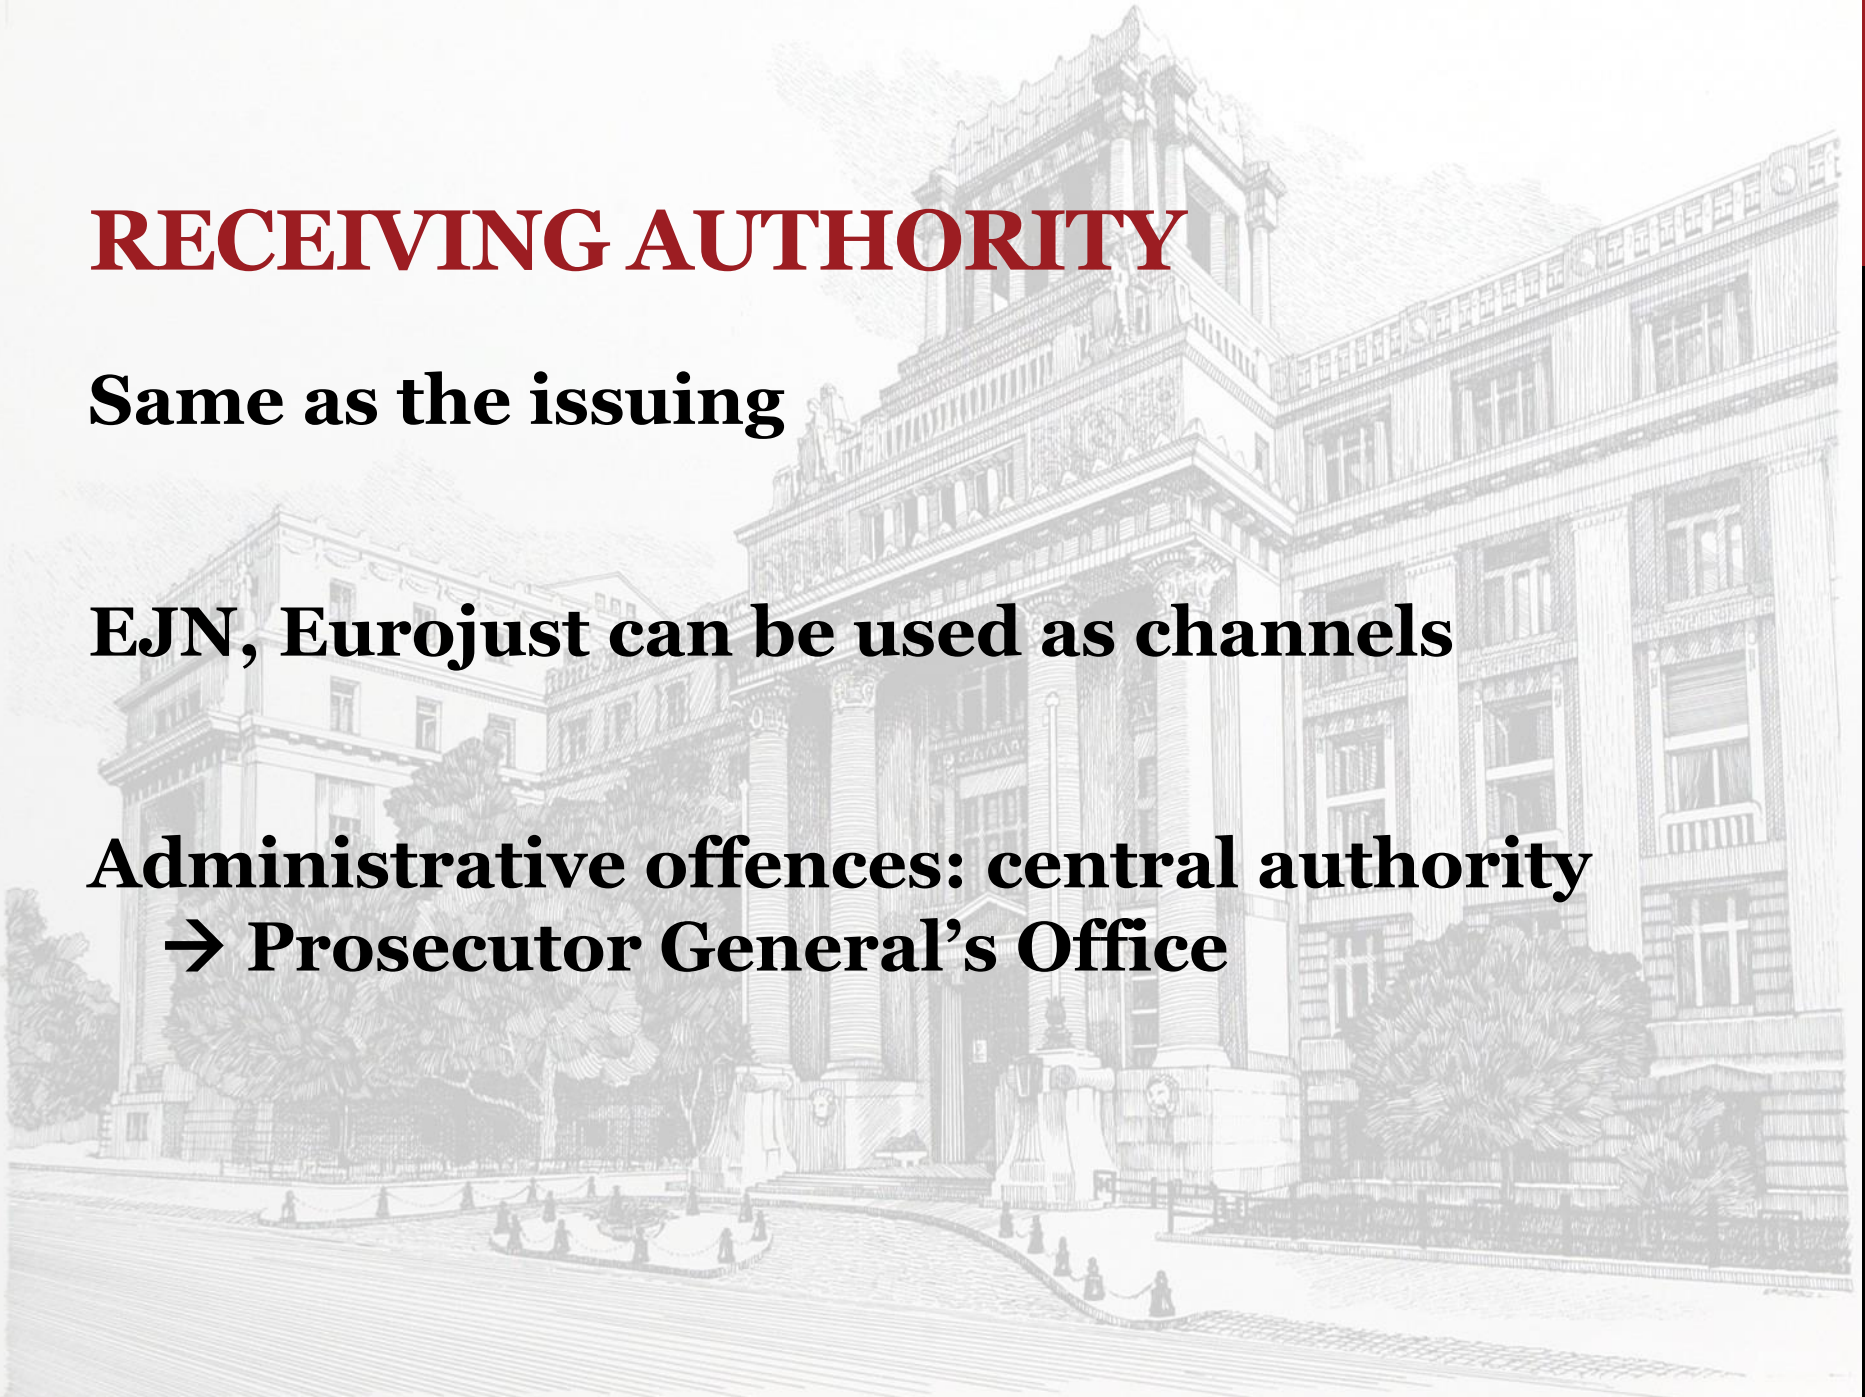 RECEIVING AUTHORITY
Same as the issuing
EJN, Eurojust can be used as channels
Administrative offences: central authority
→ Prosecutor General’s Office